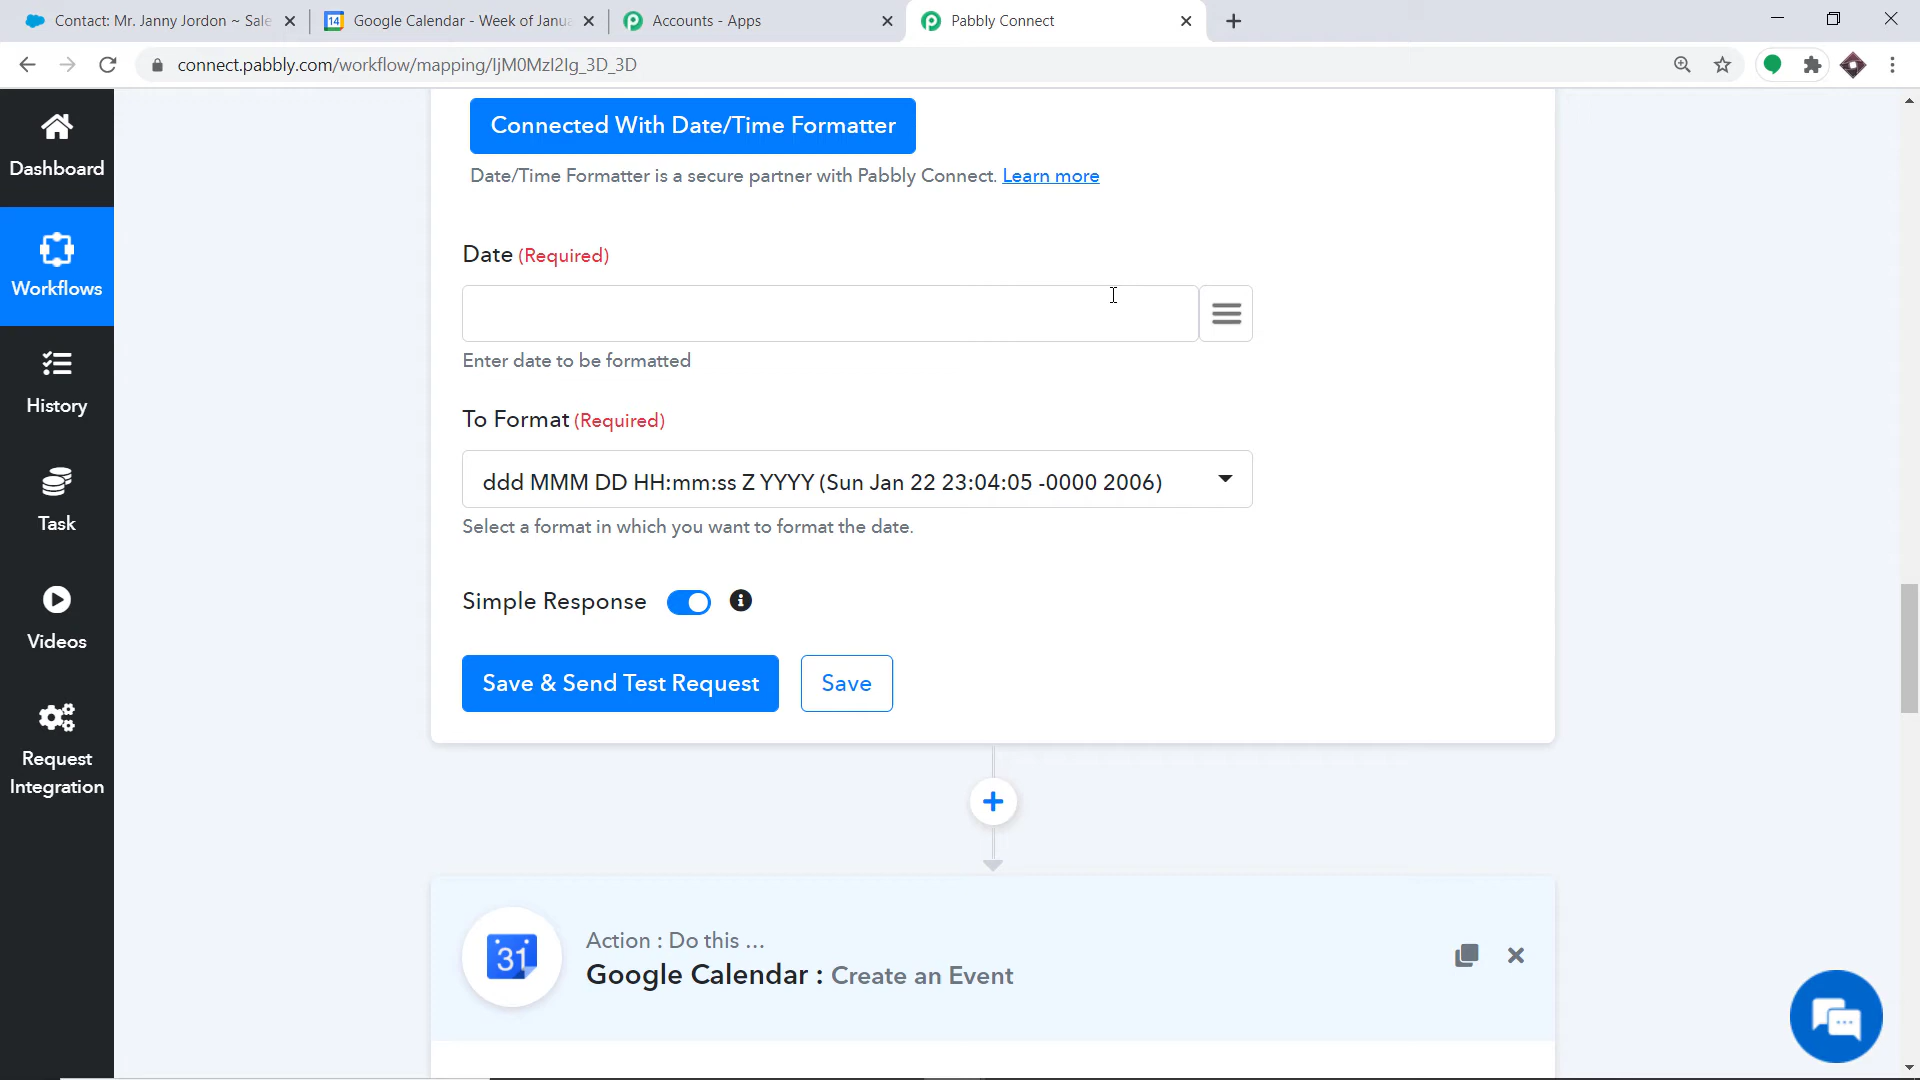 Contact: Mr. Janny Jordon ~ Sale
14
Google Calendar - Week of Janua
Accounts - Apps
Pabbly Connect
connect.pabbly.com/workflow/mapping/IjM0MzI2Ig_3D_3D
Dashboard
Workflows
History
Task
Videos
Request
Integration
Connected With Date/Time Formatter
Date/Time Formatter is a secure partner with Pabbly Connect. Learn more
Date (Required)
Enter date to be formatted
To Format (Required)
ddd MMM DD HH:mm:ss Z YYYY (Sun Jan 22 23:04:05 -0000 2006)
Select a format in which you want to format the date.
Simple Response
Save & Send Test Request
Save
31
Action : Do this ...
Google Calendar : Create an Event